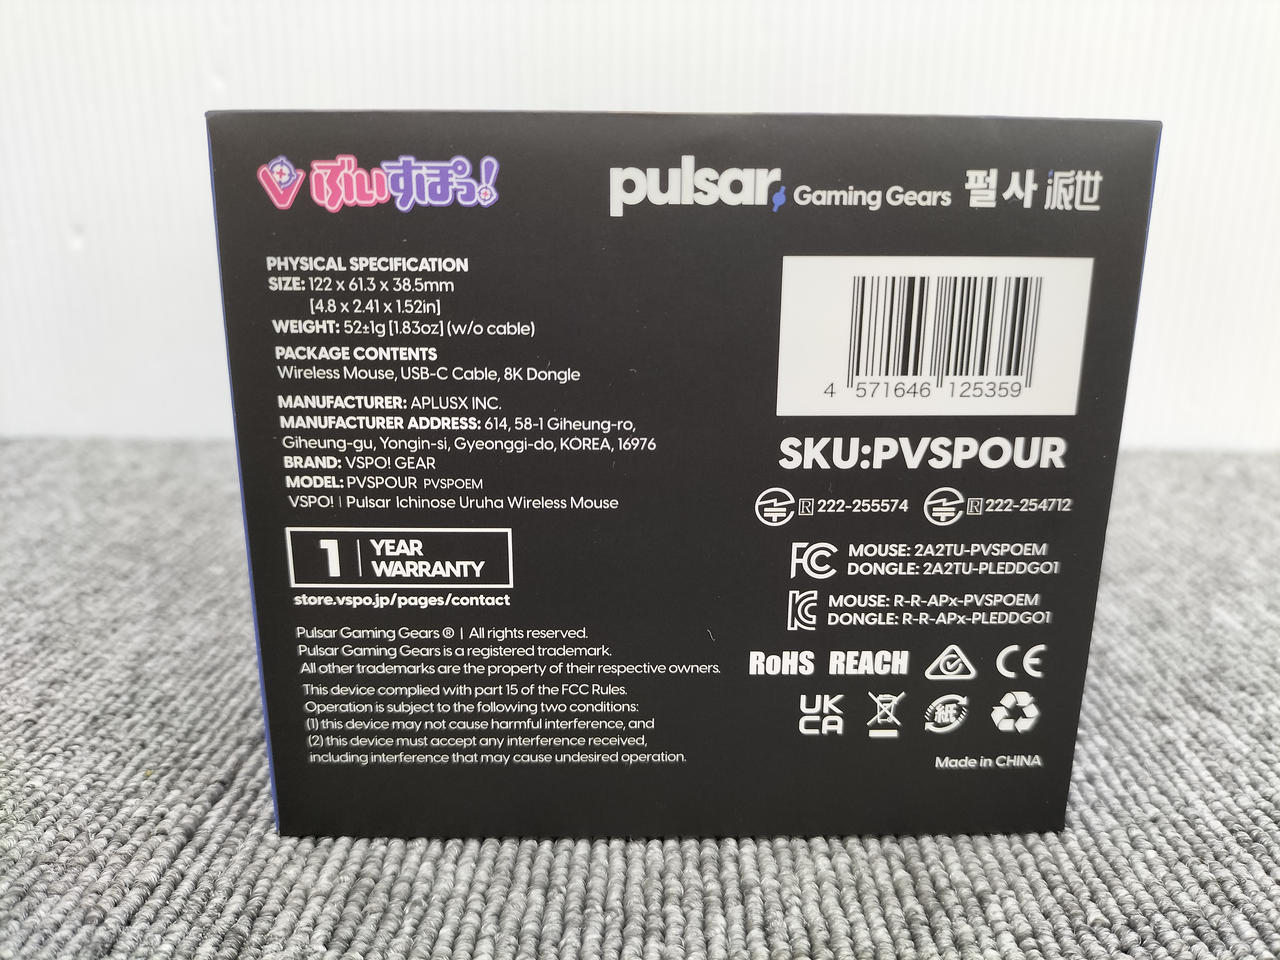 ぶいすぽっ!
pulsar Gaming Gears 펄사 派世
PHYSICAL SPECIFICATION
SIZE: 122 x 61.3 x 38.5mm
[4.8 x 2.41 x 1.52in]
WEIGHT: 52±1g [1.83oz] (w/o cable)
PACKAGE CONTENTS
Wireless Mouse, USB-C Cable, 8K Dongle
MANUFACTURER: APLUSX INC.
MANUFACTURER ADDRESS: 614, 58-1 Giheung-ro,
Giheung-gu, Yongin-si, Gyeonggi-do, KOREA, 16976
BRAND: VSPO! GEAR
MODEL: PVSPOUR PVSPOEM
VSPO! | Pulsar Ichinose Uruha Wireless Mouse
1 YEAR
WARRANTY
store.vspo.jp/pages/contact
Pulsar Gaming Gears ® | All rights reserved.
Pulsar Gaming Gears is a registered trademark.
All other trademarks are the property of their respective owners.
This device complied with part 15 of the FCC Rules.
Operation is subject to the following two conditions:
(1) this device may not cause harmful interference, and
(2) this device must accept any interference received,
including interference that may cause undesired operation.
4 571646 125359
SKU:PVSPOUR
R 222-255574 R 222-254712
FC MOUSE: 2A2TU-PVSPOEM
DONGLE: 2A2TU-PLEDDG01
KC MOUSE: R-R-APx-PVSPOEM
DONGLE: R-R-APx-PLEDDG01
RoHS REACH CE
UK
CA 紙
Made in CHINA